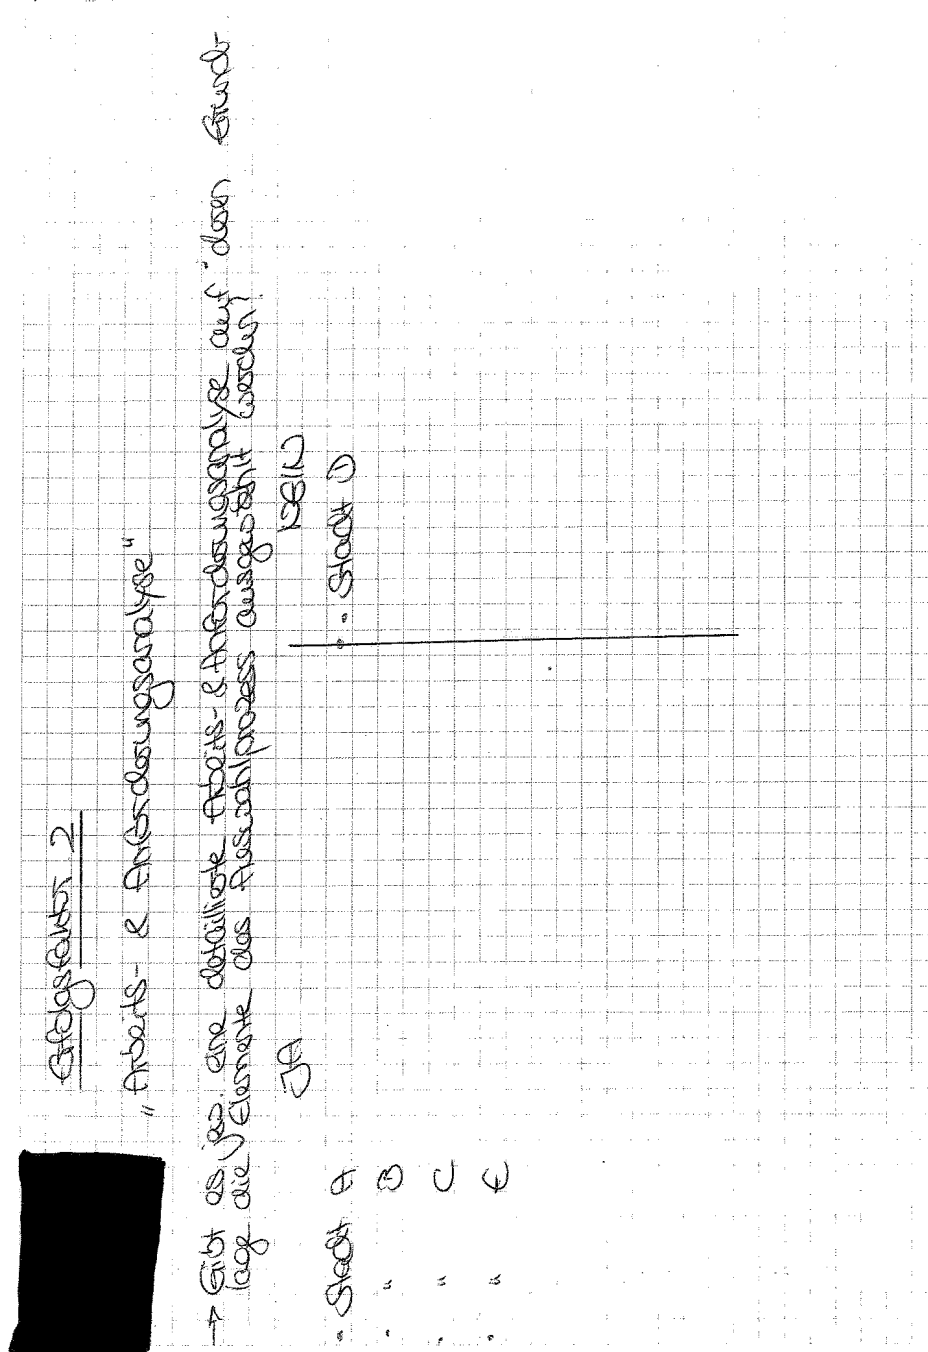 Erfolgsfaktor 2
"Arbeits- & Anforderungsanalyse"
→ Gibt es jew. eine detaillierte Arbeits- & Anforderungsanalyse auf deren Grund-
lage die Elemente des Auswahlprozess ausgewählt werden?
JA NEIN
• Stadt A • Stadt D
• " B
• " C
• " E